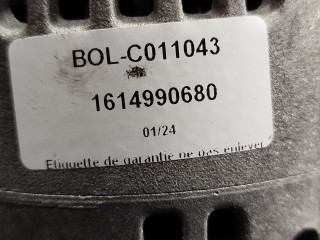 BOL-C011043
1614990680
01/24
Etiquette de garantie ne pas enlever